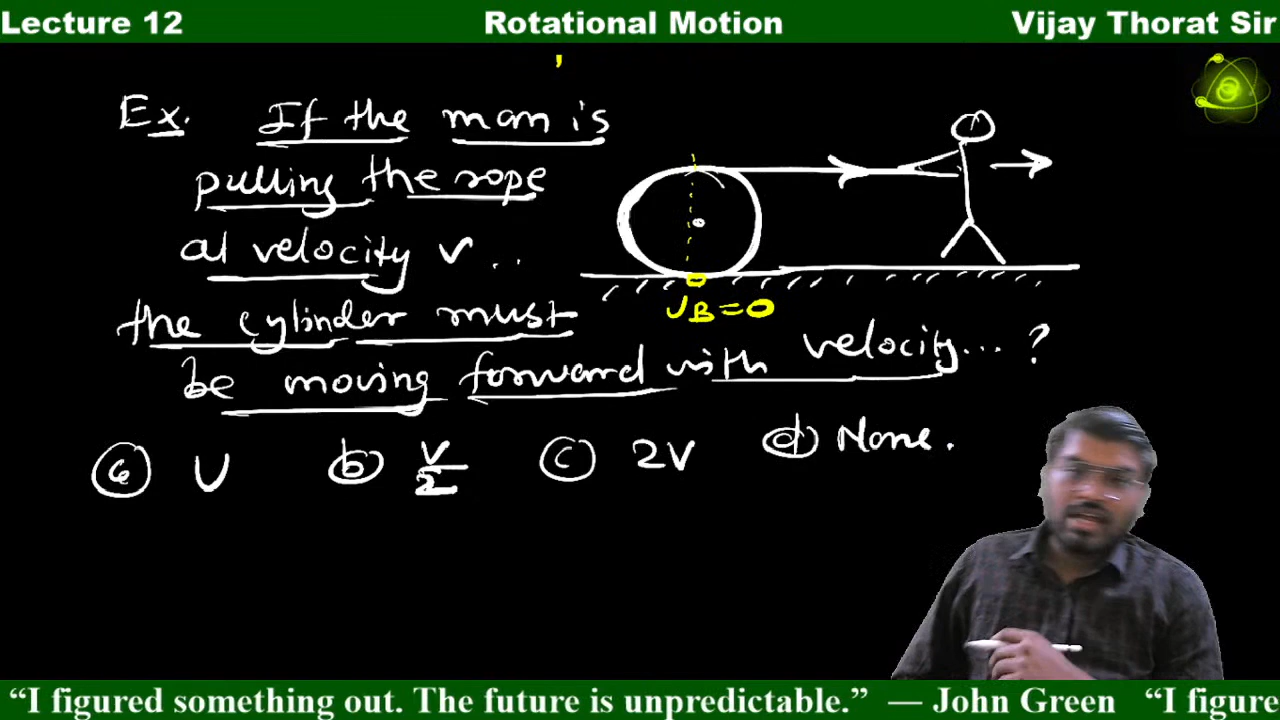 Lecture 12 Rotational Motion Vijay Thorat Sir
Ex. If the man is
pulling the rope
at velocity v ..
the cylinder must
be moving forward with velocity... ?
VB = 0
a V b V/2 c 2V d None.
“I figured something out. The future is unpredictable.” — John Green “I figure